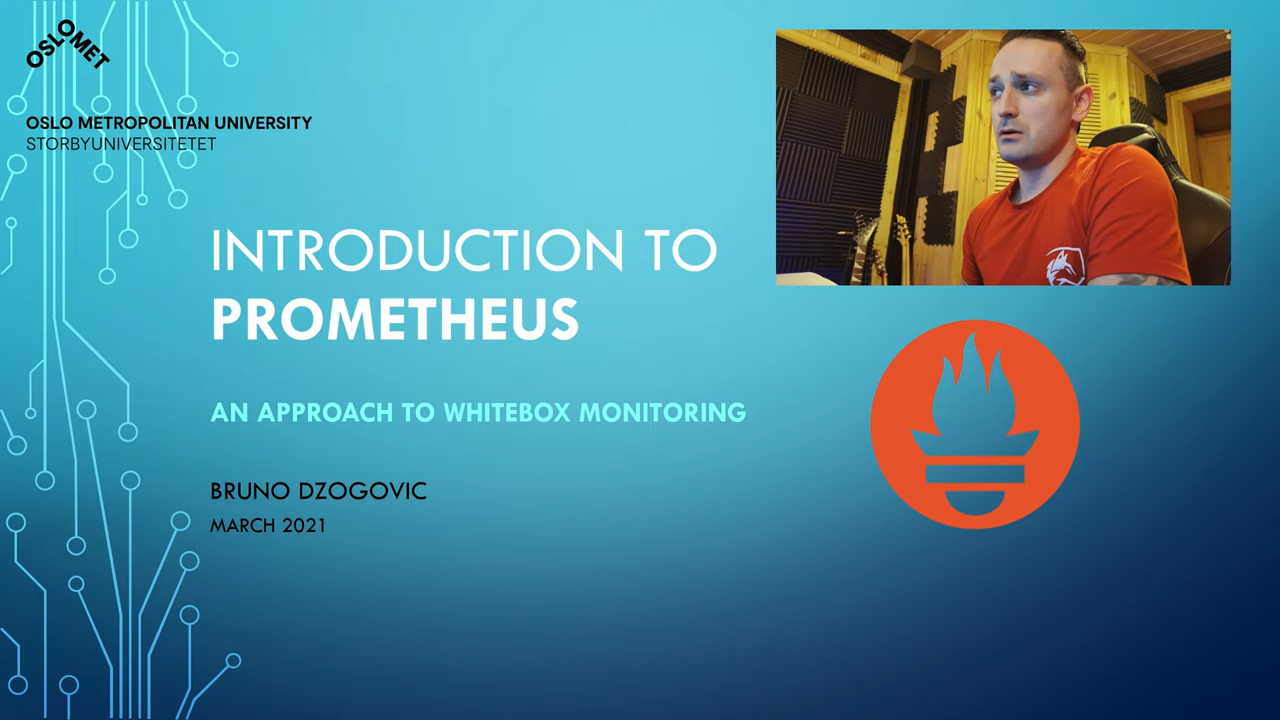 OSLOMET
OSLO METROPOLITAN UNIVERSITY
STORBYUNIVERSITETET
INTRODUCTION TO
PROMETHEUS
AN APPROACH TO WHITEBOX MONITORING
BRUNO DZOGOVIC
MARCH 2021